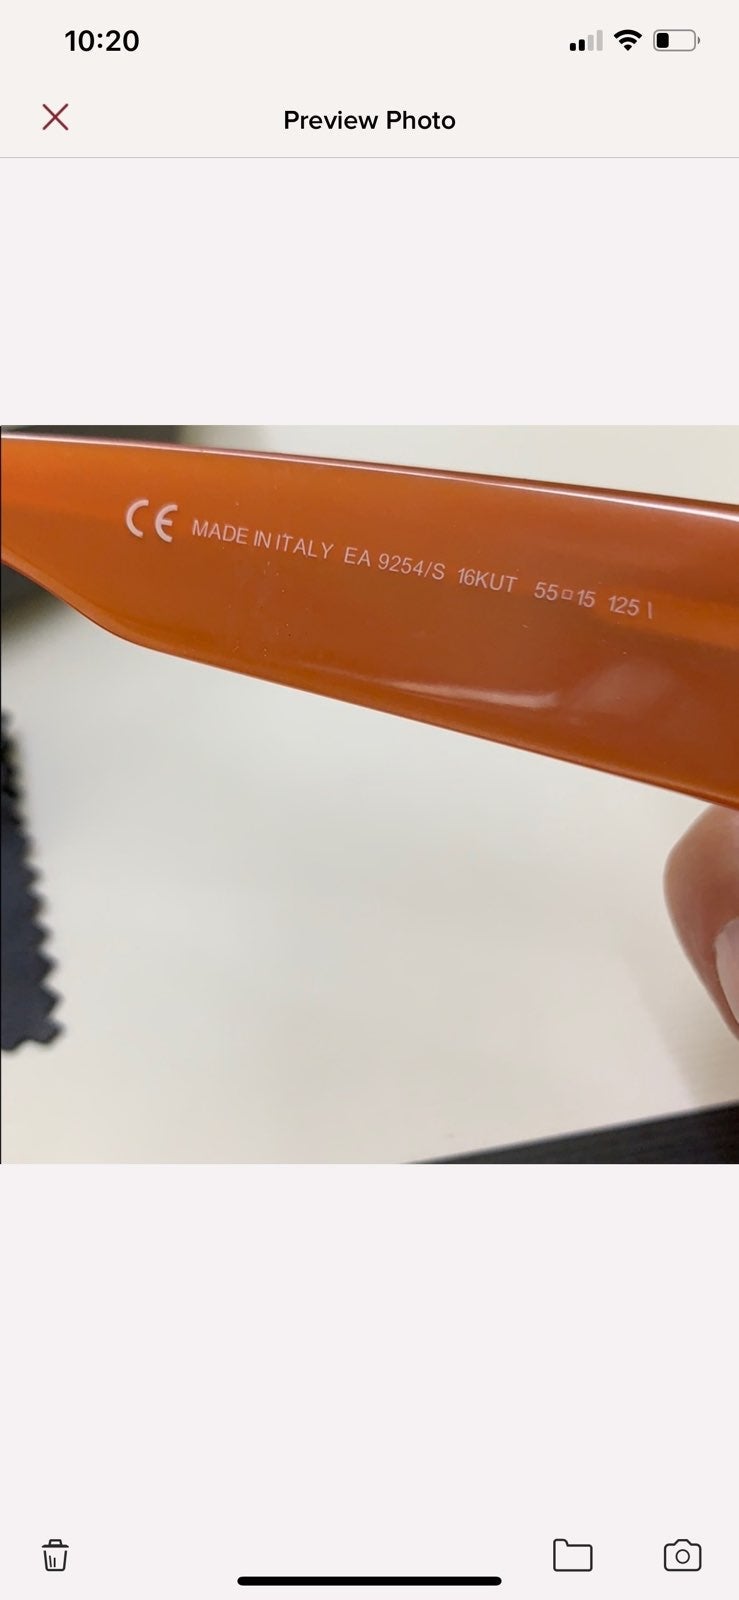 10:20
Preview Photo
CE MADE IN ITALY EA 9254/S 16KUT 55□15 125